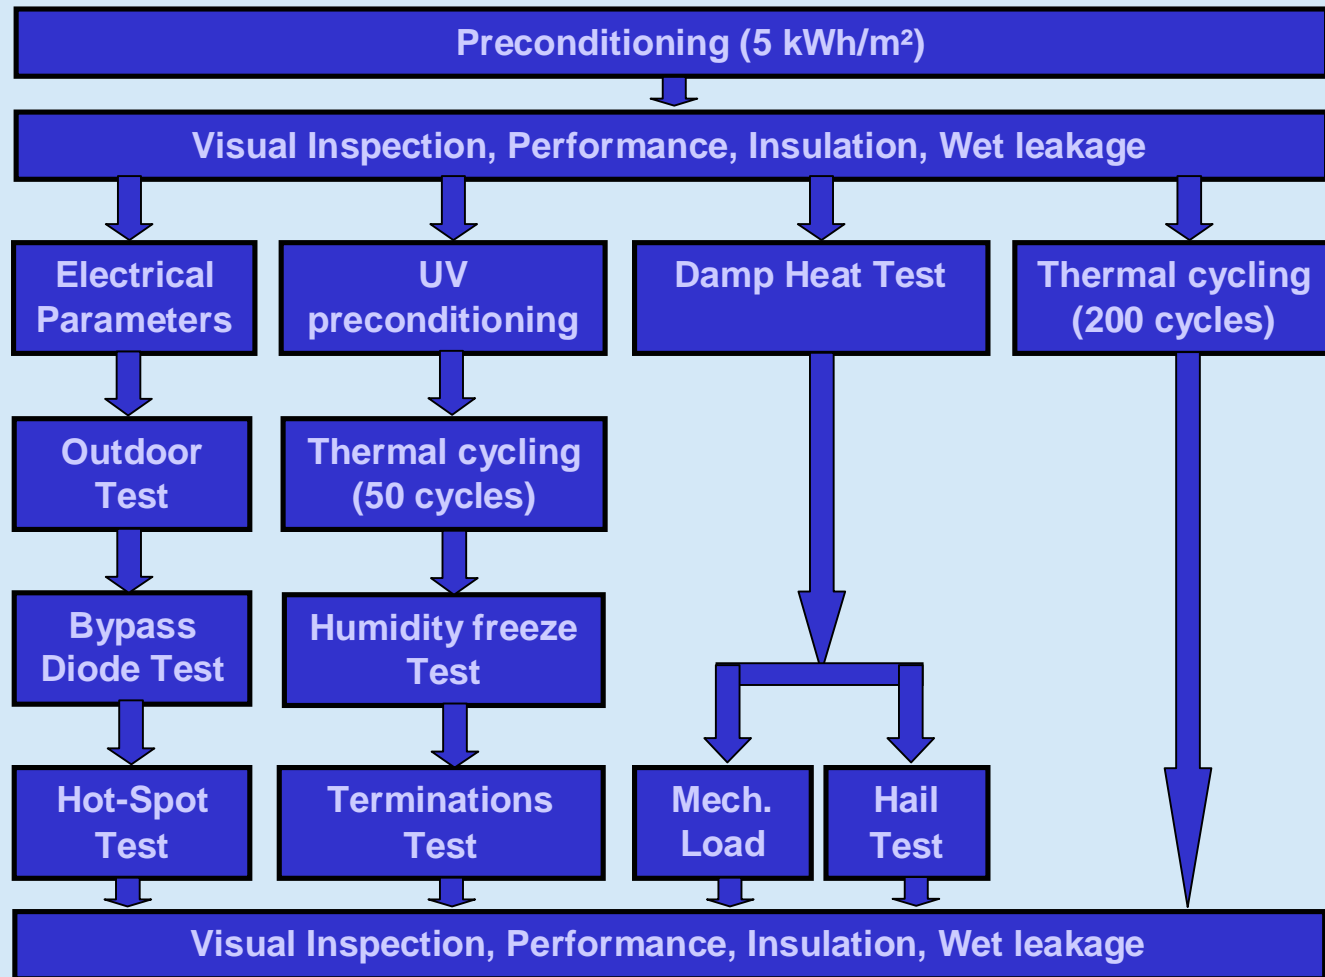 Preconditioning (5 kWh/m²)
Visual Inspection, Performance, Insulation, Wet leakage
Electrical
Parameters
UV
preconditioning
Damp Heat Test
Thermal cycling
(200 cycles)
Outdoor
Test
Thermal cycling
(50 cycles)
Bypass
Diode Test
Humidity freeze
Test
Hot-Spot
Test
Terminations
Test
Mech.
Load
Hail
Test
Visual Inspection, Performance, Insulation, Wet leakage